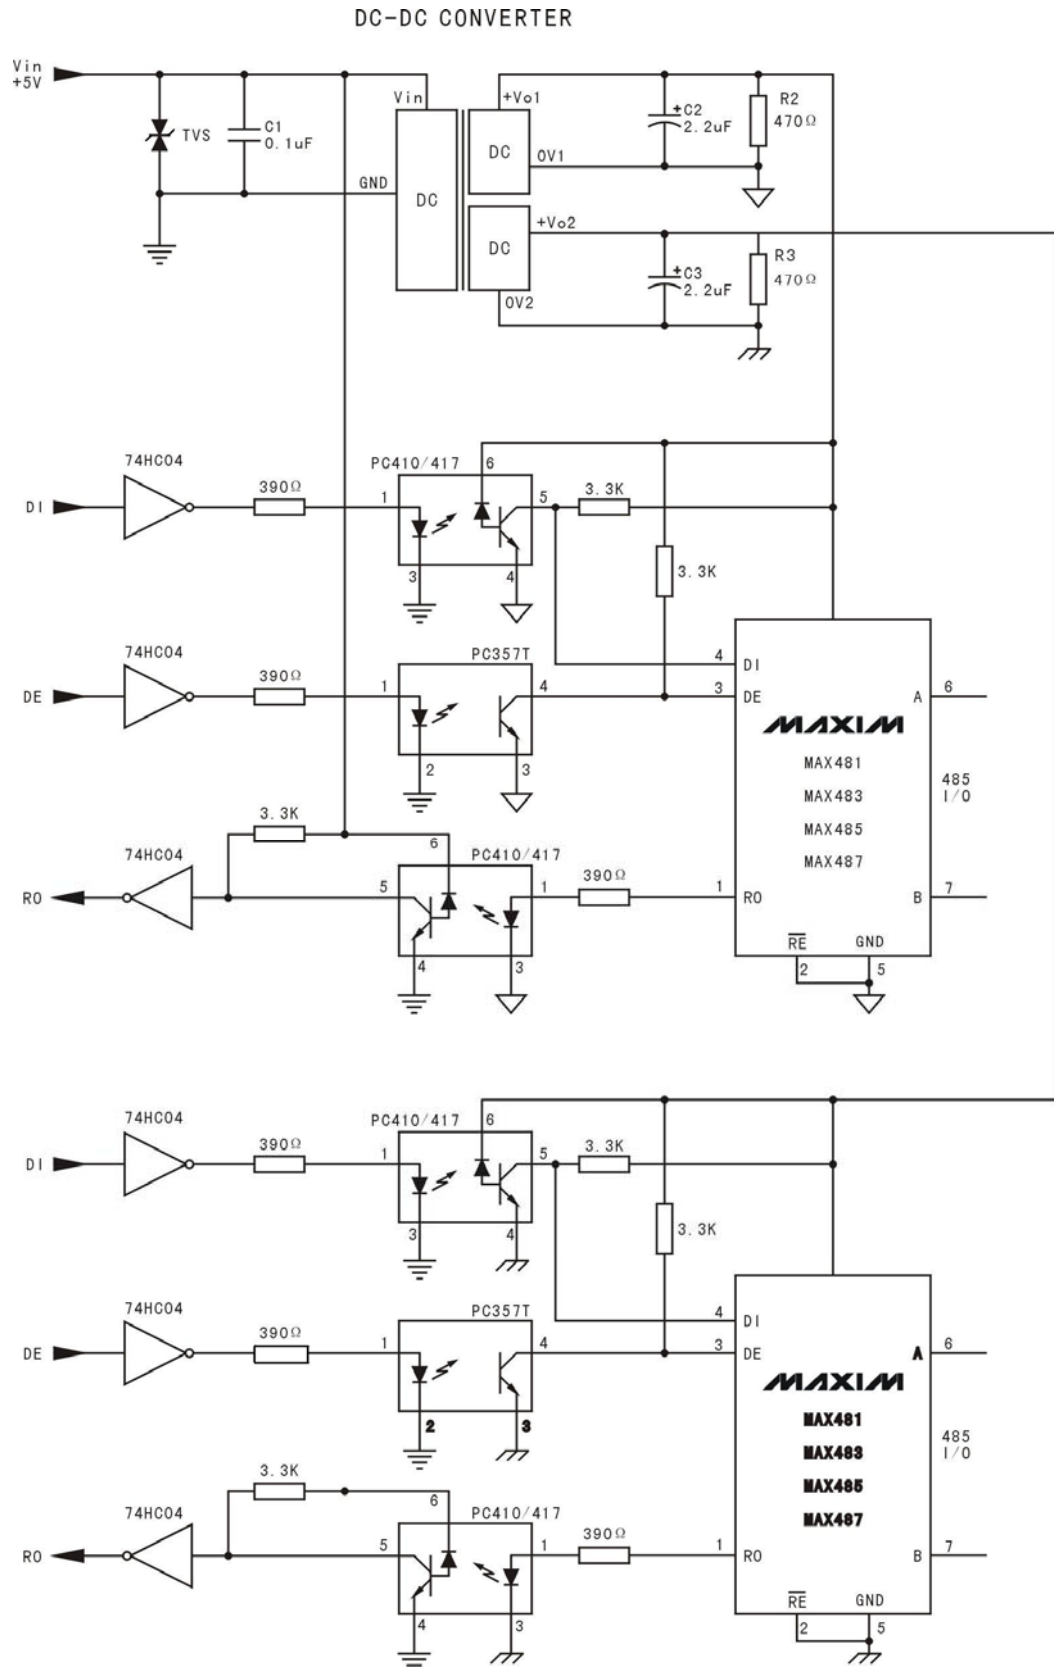 DC-DC CONVERTER
Vin
+5V
TVS
C1
0.1uF
GND
Vin
DC
+Vo1
DC
0V1
C2
+
2.2uF
R2
470Ω
+Vo2
DC
0V2
C3
+
2.2uF
R3
470Ω
74HC04
DI
390Ω
PC410/417
1
3
6
5
4
3.3K
3.3K
74HC04
DE
390Ω
PC357T
1
2
4
3
3.3K
74HC04
RO
PC410/417
6
5
4
1
3
390Ω
4
DI
3
DE
1
RO
MAXIM
MAX481
MAX483
MAX485
MAX487
A
6
485
I/O
B
7
RE
GND
2
5
74HC04
DI
390Ω
PC410/417
1
3
6
5
4
3.3K
3.3K
74HC04
DE
390Ω
PC357T
1
2
4
3
3.3K
74HC04
RO
PC410/417
6
5
4
1
3
390Ω
4
DI
3
DE
1
RO
MAXIM
MAX481
MAX483
MAX485
MAX487
A
6
485
I/O
B
7
RE
GND
2
5